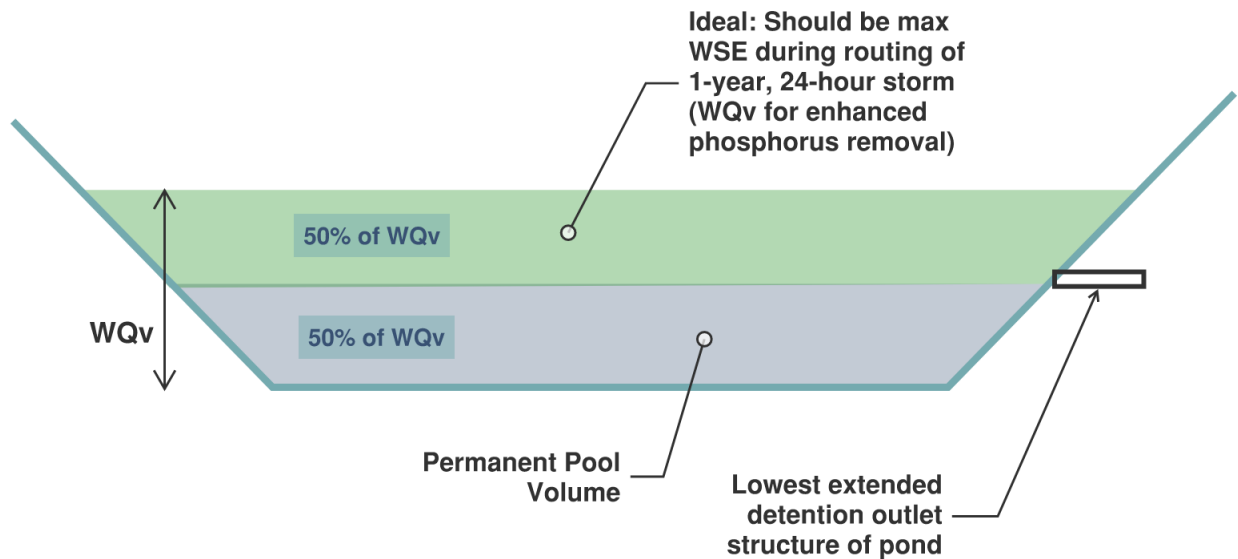 Ideal: Should be max
WSE during routing of
1-year, 24-hour storm
(WQv for enhanced
phosphorus removal)
50% of WQv
WQv
50% of WQv
Permanent Pool
Volume
Lowest extended
detention outlet
structure of pond